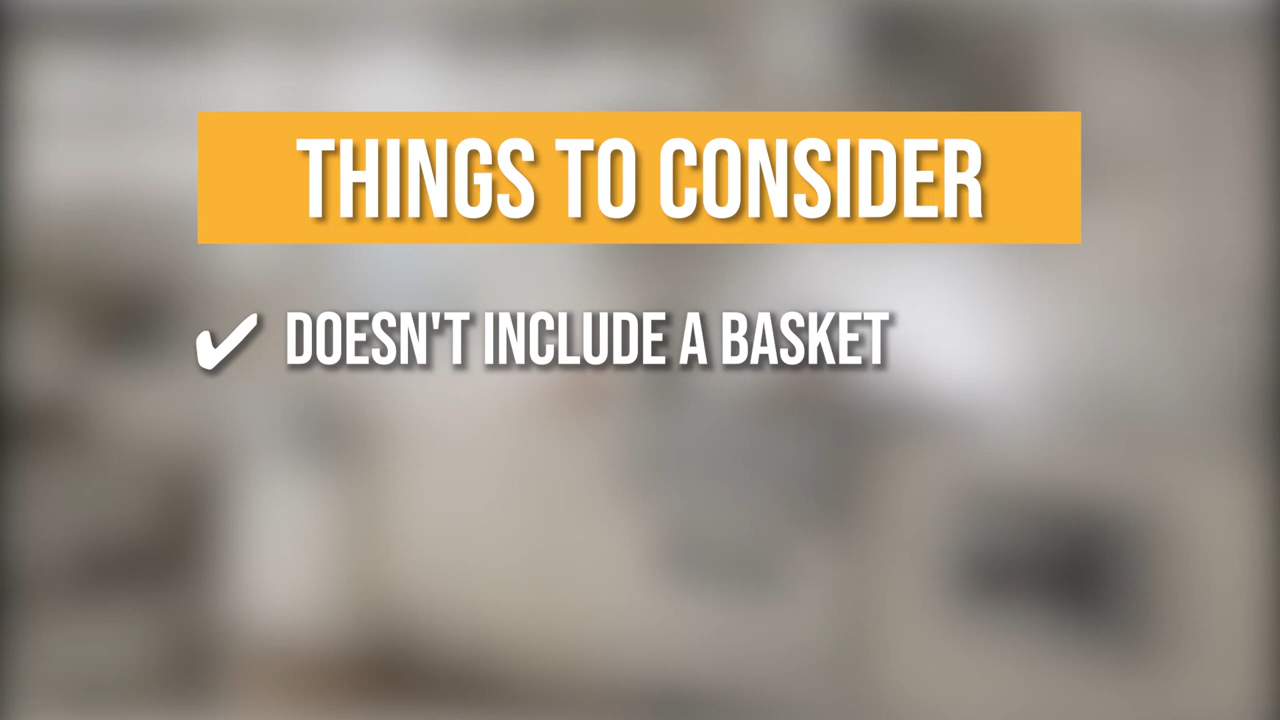 THINGS TO CONSIDER
✔ DOESN'T INCLUDE A BASKET